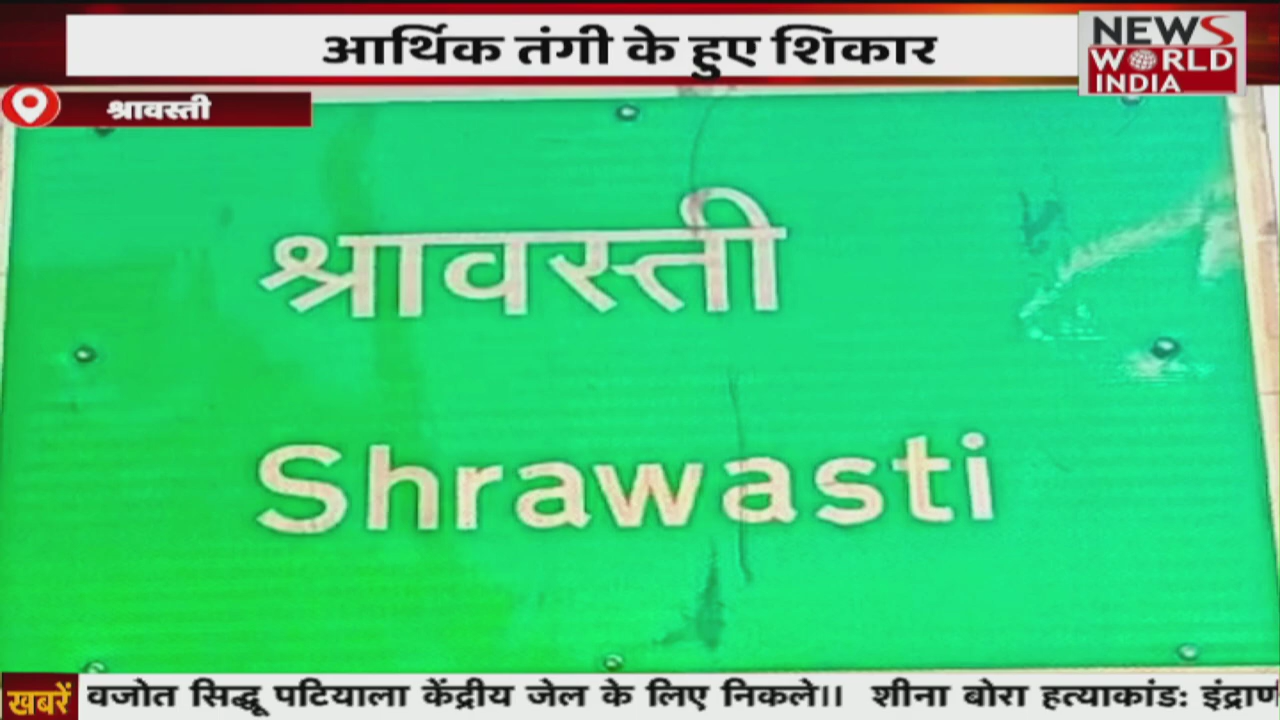 आर्थिक तंगी के हुए शिकार
NEWS
WORLD
INDIA
श्रावस्ती
श्रावस्ती
Shrawasti
खबरें वजोत सिद्धू पटियाला केंद्रीय जेल के लिए निकले।। शीना बोरा हत्याकांड: